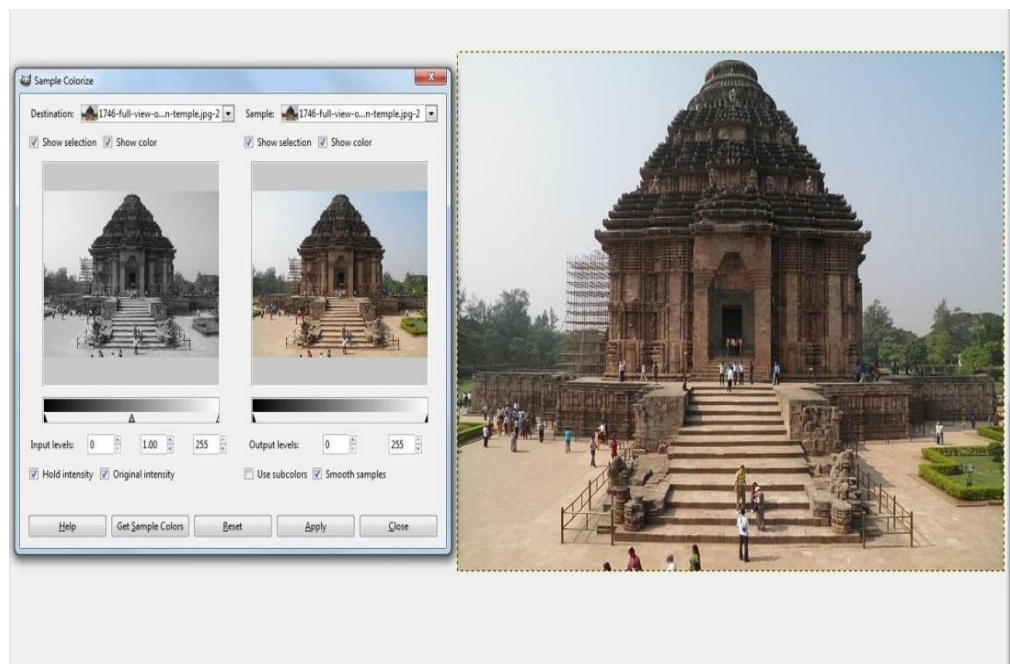 Sample Colorize
Destination: 1746-full-view-o...n-temple.jpg-2 Sample: 1746-full-view-o...n-temple.jpg-2
Show selection Show color Show selection Show color
Input levels: 0 1.00 255 Output levels: 0 255
Hold intensity Original intensity Use subcolors Smooth samples
Help Get Sample Colors Reset Apply Close